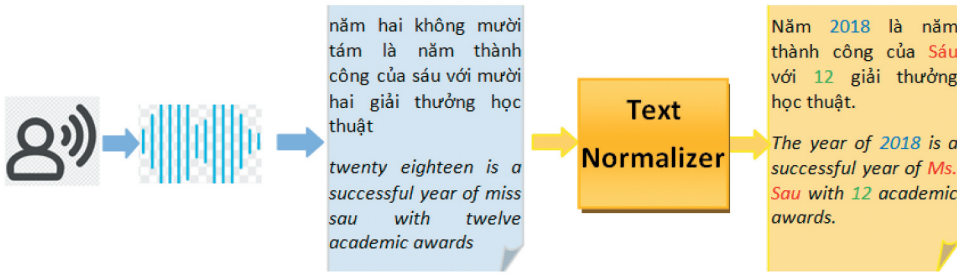 năm hai không mười
tám là năm thành
công của sáu với mười
hai giải thưởng học
thuật
twenty eighteen is a
successful year of miss
sau with twelve
academic awards
Text
Normalizer
Năm 2018 là năm
thành công của Sáu
với 12 giải thưởng
học thuật.
The year of 2018 is a
successful year of Ms.
Sau with 12 academic
awards.